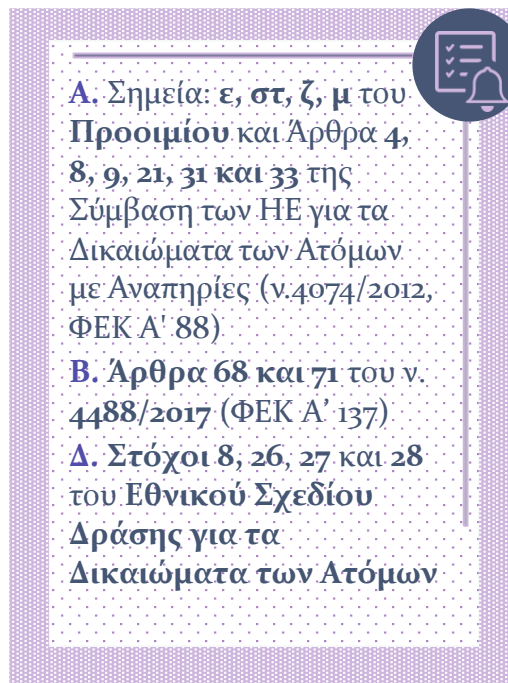 Α. Σημεία: ε, στ, ζ, μ του
Προοιμίου και Άρθρα 4,
8, 9, 21, 31 και 33 της
Σύμβαση των ΗΕ για τα
Δικαιώματα των Ατόμων
με Αναπηρίες (ν.4074/2012,
ΦΕΚ Α' 88)
Β. Άρθρα 68 και 71 του ν.
4488/2017 (ΦΕΚ Α’ 137)
Δ. Στόχοι 8, 26, 27 και 28
του Εθνικού Σχεδίου
Δράσης για τα
Δικαιώματα των Ατόμων